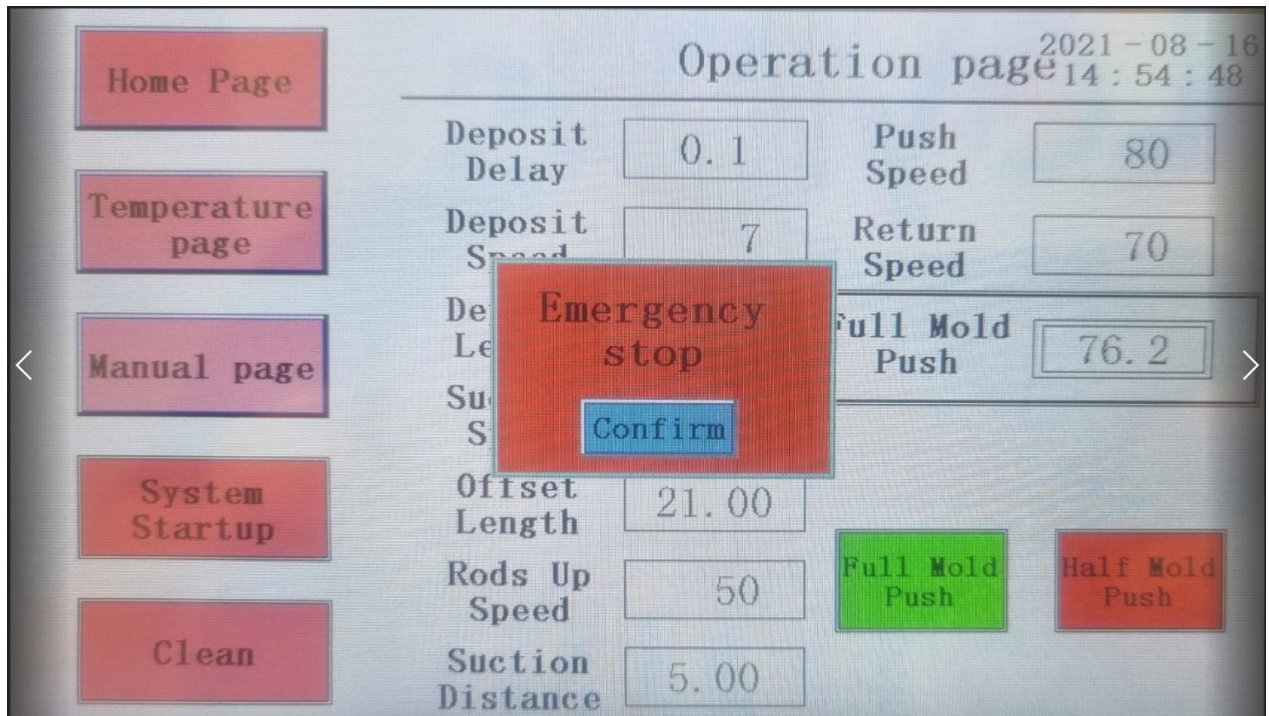 Home Page
Operation page
2021-08-16
14:54:48
Temperature
page
Manual page
System
Startup
Clean
Deposit
Delay
0.1
Push
Speed
80
Deposit
7
Return
Speed
70
Emergency
stop
Confirm
Full Mold
Push
76.2
Offset
Length
21.00
Rods Up
Speed
50
Full Mold
Push
Half Mold
Push
Suction
Distance
5.00